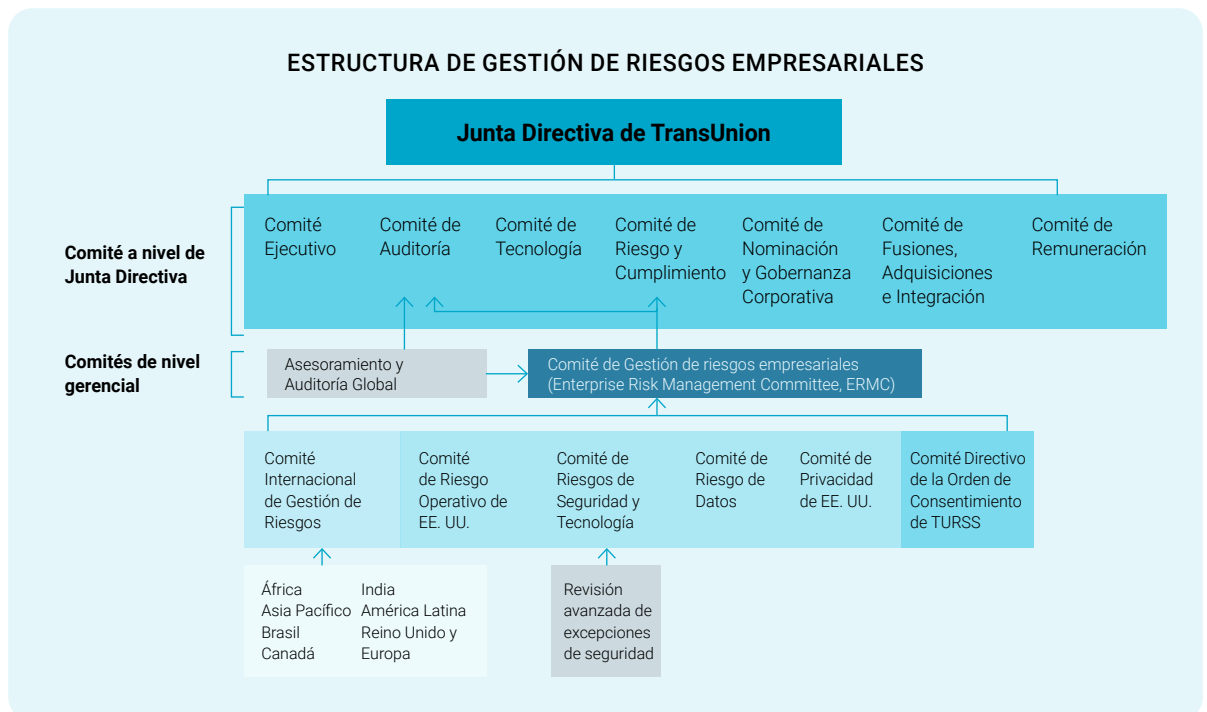 ESTRUCTURA DE GESTIÓN DE RIESGOS EMPRESARIALES
Junta Directiva de TransUnion
Comité a nivel de
Junta Directiva
Comité
Ejecutivo
Comité de
Auditoría
Comité de
Tecnología
Comité de
Riesgo y
Cumplimiento
Comité de
Nominación
y Gobernanza
Corporativa
Comité de
Fusiones,
Adquisiciones
e Integración
Comité de
Remuneración
Comités de nivel
gerencial
Asesoramiento y
Auditoría Global
Comité de Gestión de riesgos empresariales
(Enterprise Risk Management Committee, ERMC)
Comité
Internacional
de Gestión de
Riesgos
Comité
de Riesgo
Operativo de
EE. UU.
Comité de
Riesgos de
Seguridad y
Tecnología
Comité de
Riesgo de
Datos
Comité de
Privacidad
de EE. UU.
Comité Directivo
de la Orden de
Consentimiento
de TURSS
África
Asia Pacífico
Brasil
Canadá
India
América Latina
Reino Unido y
Europa
Revisión
avanzada de
excepciones
de seguridad